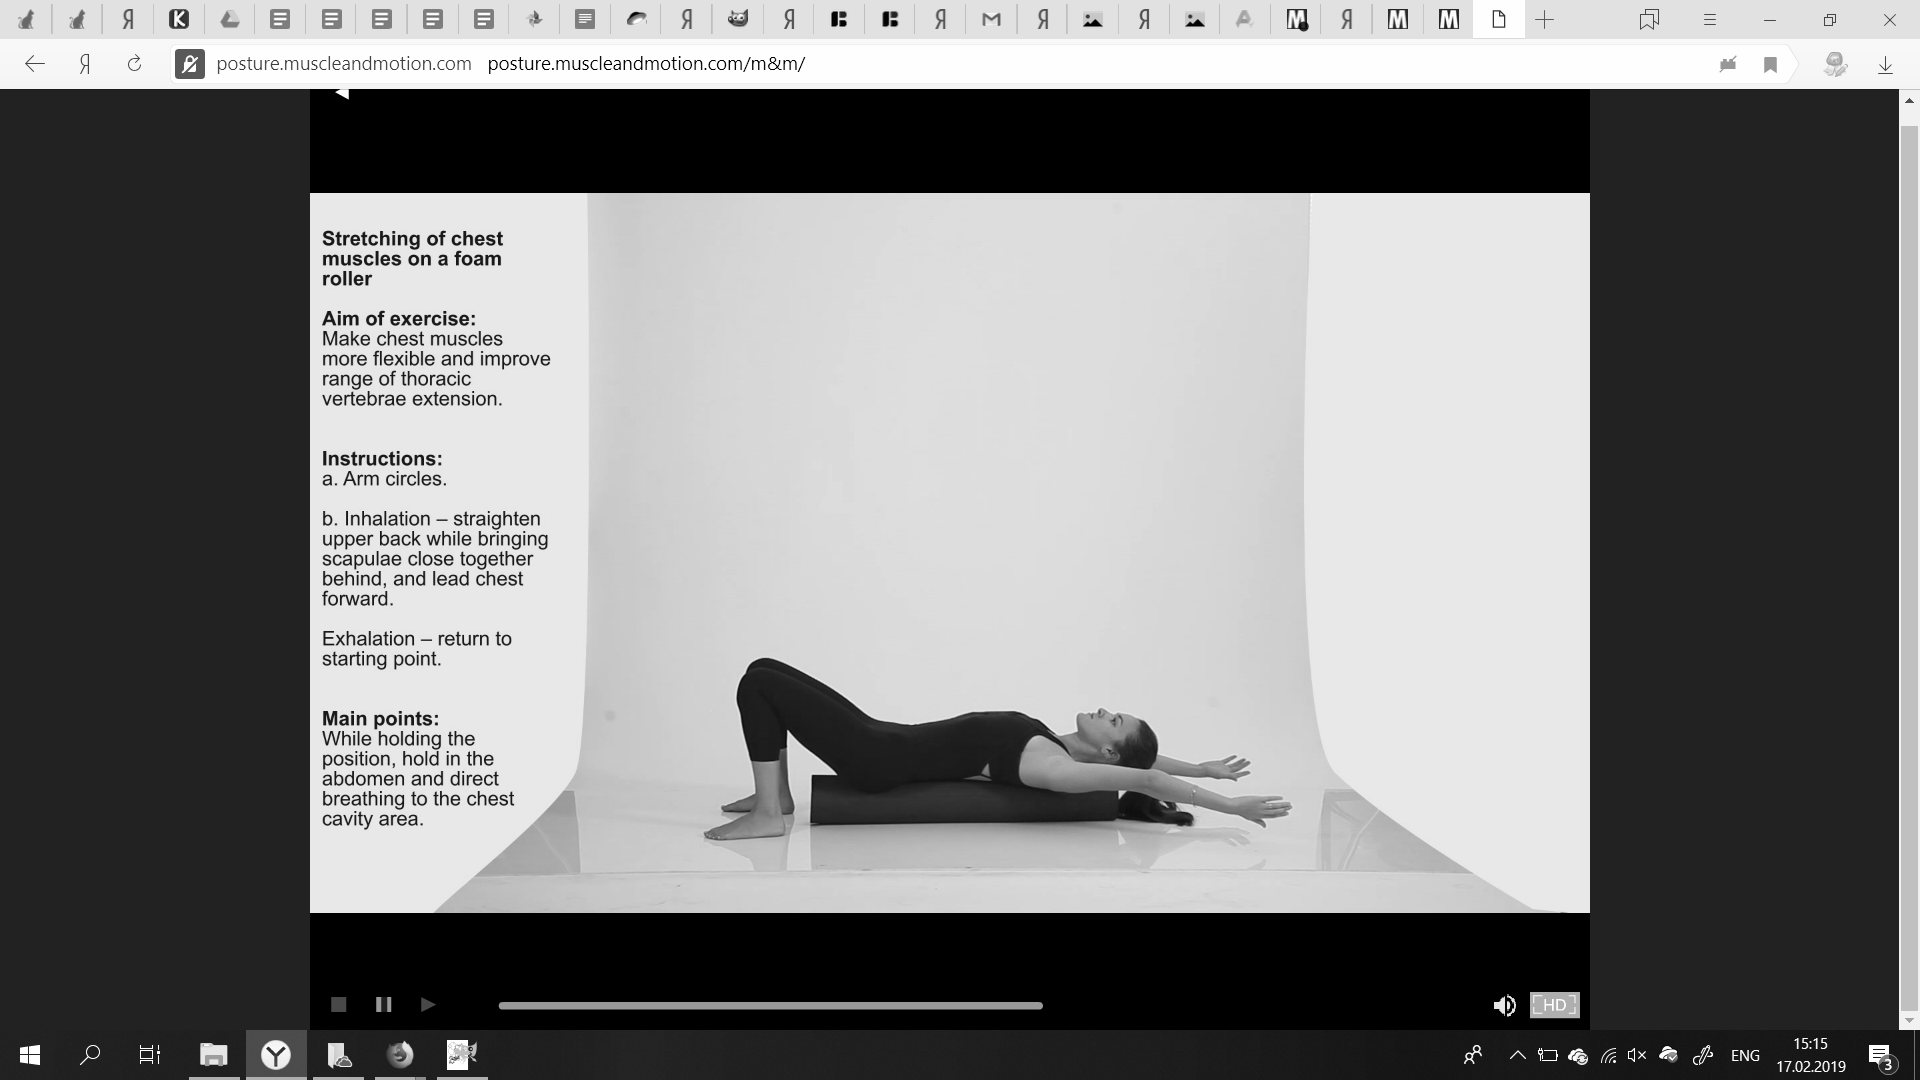 posture.muscleandmotion.com posture.muscleandmotion.com/m&m/
Stretching of chest
muscles on a foam
roller
Aim of exercise:
Make chest muscles
more flexible and improve
range of thoracic
vertebrae extension.
Instructions:
a. Arm circles.
b. Inhalation – straighten
upper back while bringing
scapulae close together
behind, and lead chest
forward.
Exhalation – return to
starting point.
Main points:
While holding the
position, hold in the
abdomen and direct
breathing to the chest
cavity area.
HD
ENG
15:15
17.02.2019
3